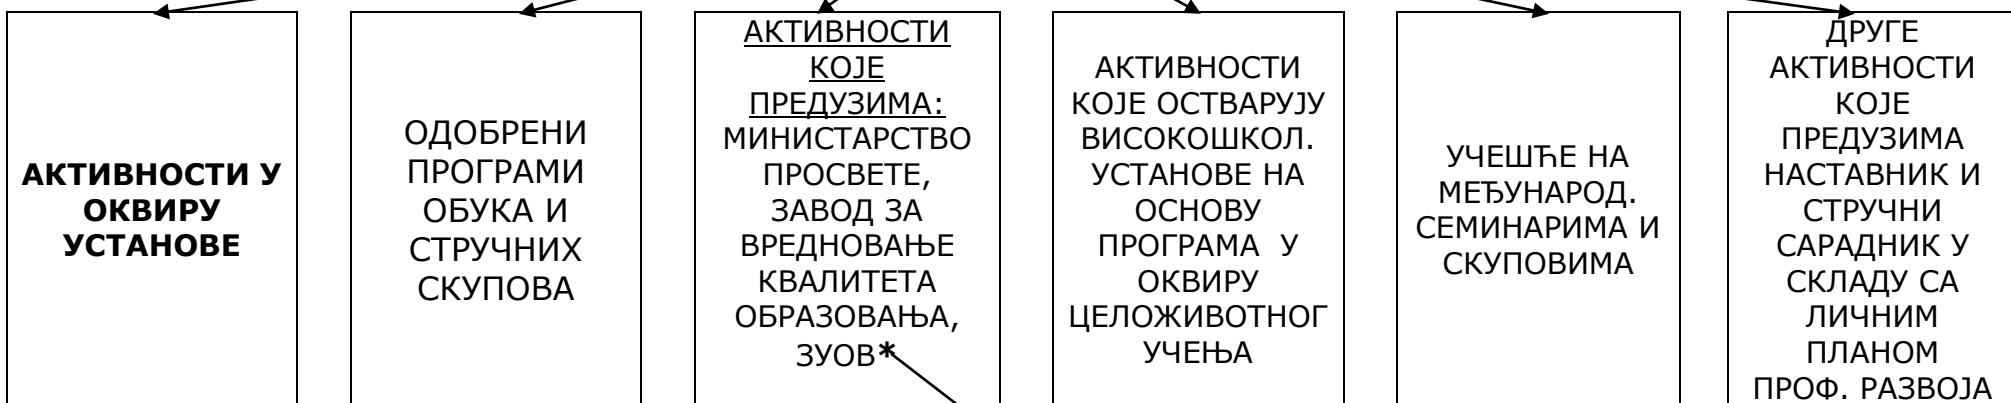 АКТИВНОСТИ У
ОКВИРУ
УСТАНОВЕ
ОДОБРЕНИ
ПРОГРАМИ
ОБУКА И
СТРУЧНИХ
СКУПОВА
АКТИВНОСТИ
КОЈЕ
ПРЕДУЗИМА:
МИНИСТАРСТВО
ПРОСВЕТЕ,
ЗАВОД ЗА
ВРЕДНОВАЊЕ
КВАЛИТЕТА
ОБРАЗОВАЊА,
ЗУОВ*
АКТИВНОСТИ
КОЈЕ ОСТВАРУЈУ
ВИСОКОШКОЛ.
УСТАНОВЕ НА
ОСНОВУ
ПРОГРАМА У
ОКВИРУ
ЦЕЛОЖИВОТНОГ
УЧЕЊА
УЧЕШЋЕ НА
МЕЂУНАРОД.
СЕМИНАРИМА И
СКУПОВИМА
ДРУГЕ
АКТИВНОСТИ
КОЈЕ
ПРЕДУЗИМА
НАСТАВНИК И
СТРУЧНИ
САРАДНИК У
СКЛАДУ СА
ЛИЧНИМ
ПЛАНОМ
ПРОФ. РАЗВОЈА